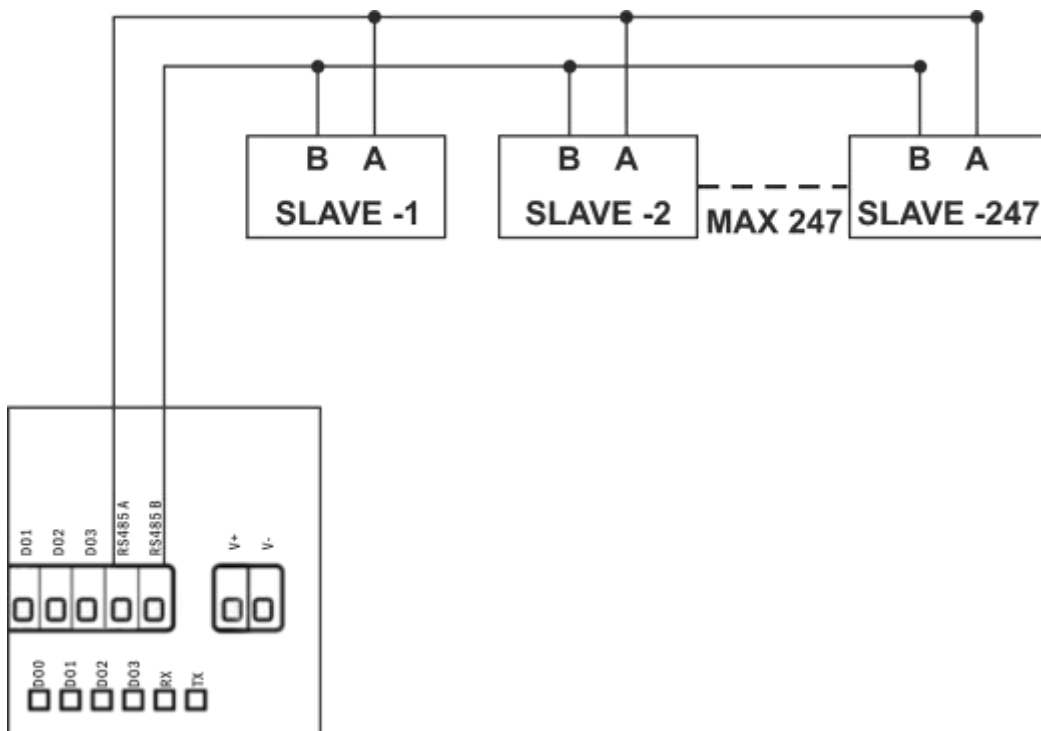 B A
SLAVE -1
B A
SLAVE -2
MAX 247
B A
SLAVE -247
DO1
DO2
DO3
RS485 A
RS485 B
V+
V-
DO0
DO1
DO2
DO3
RX
TX